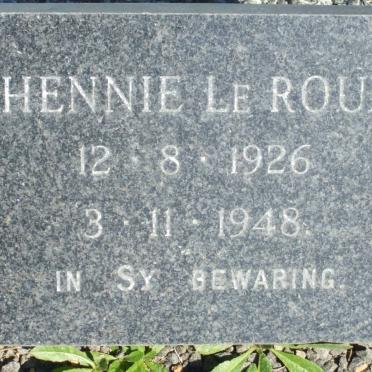 HENNIE LE ROU
12 · 8 · 1926
3 · 11 · 1948.
IN SY BEWARING.